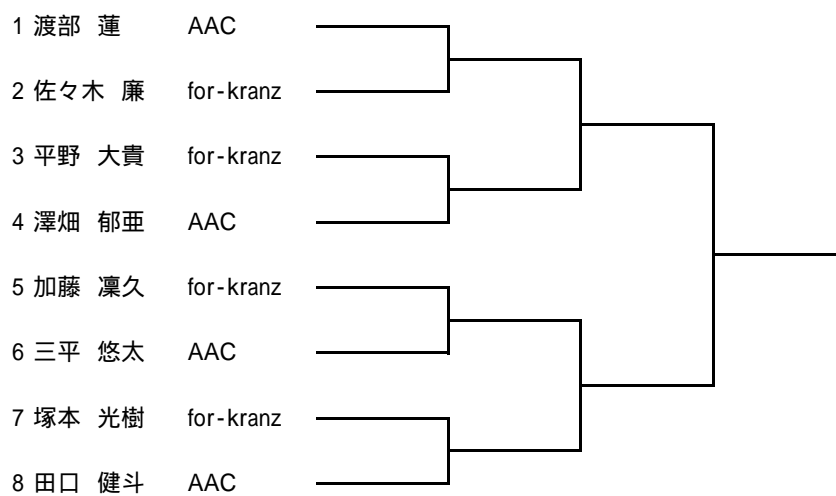 1 渡部 蓮 AAC
2 佐々木 廉 for-kranz
3 平野 大貴 for-kranz
4 澤畑 郁亜 AAC
5 加藤 凜久 for-kranz
6 三平 悠太 AAC
7 塚本 光樹 for-kranz
8 田口 健斗 AAC